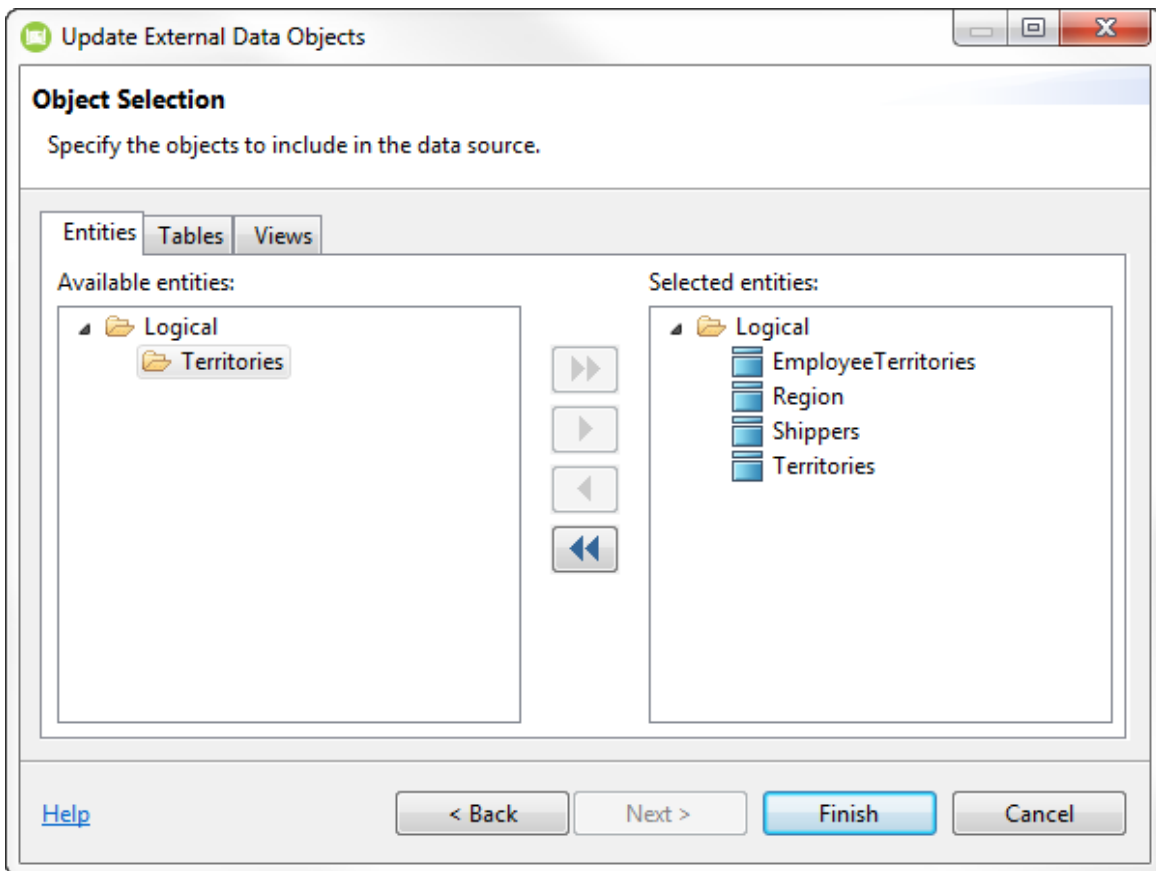 Update External Data Objects
Object Selection
Specify the objects to include in the data source.
Entities Tables Views
Available entities: Selected entities:
Logical Logical
Territories EmployeeTerritories
Region
Shippers
Territories
Help < Back Next > Finish Cancel